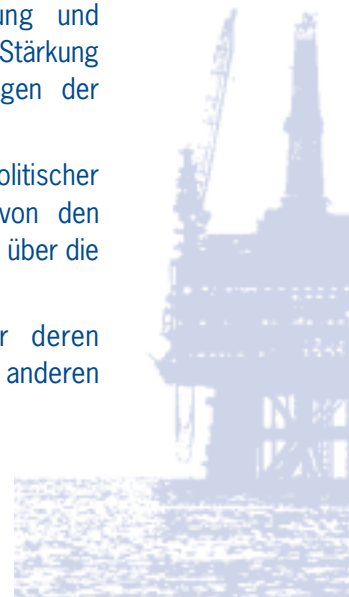 ung und
Stärkung
gen der
olitischer
von den
über die
r deren
anderen